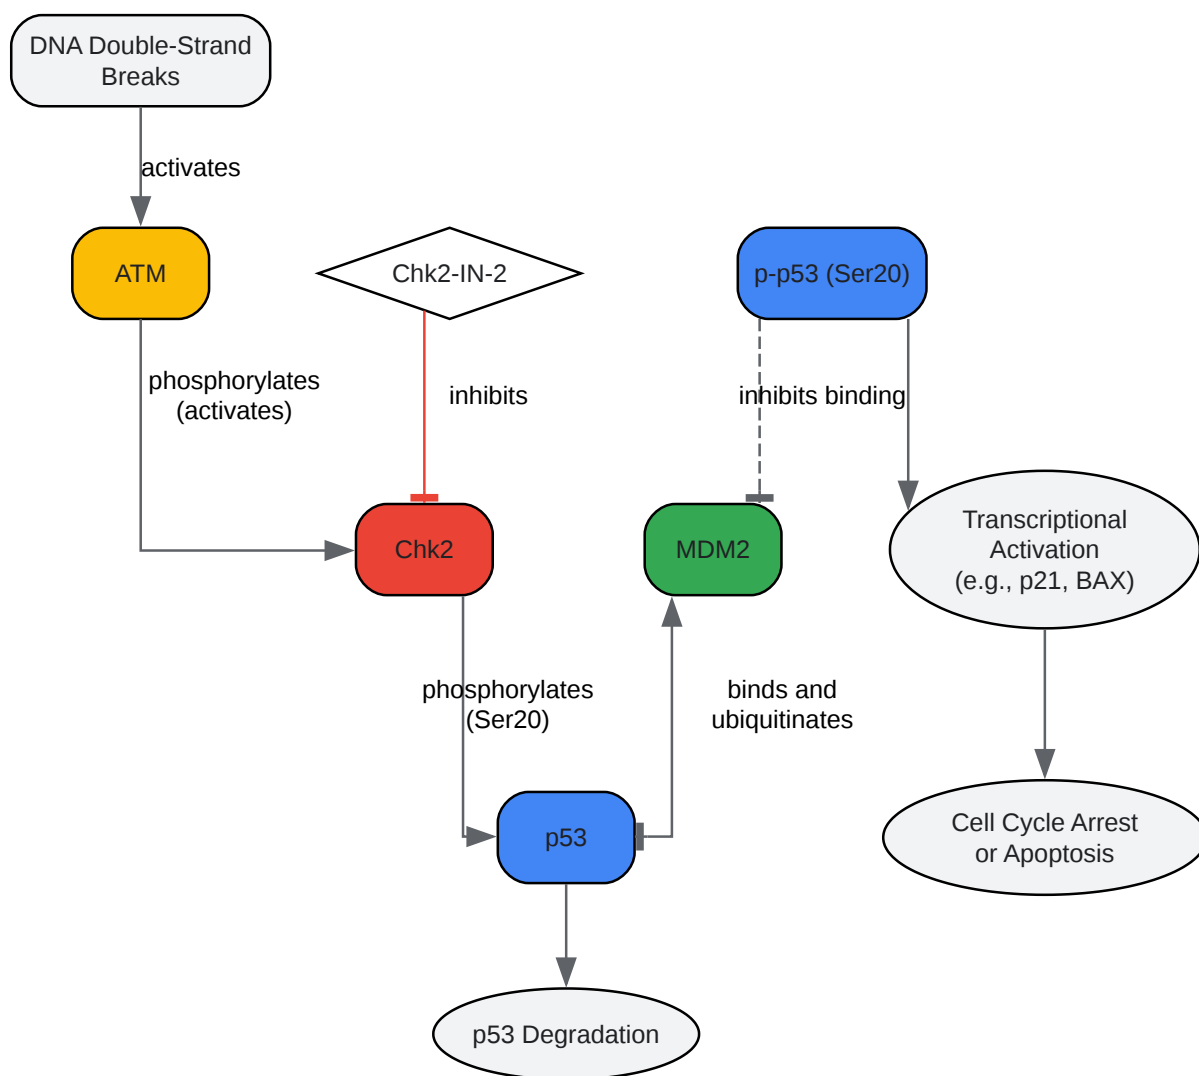 DNA Double-Strand
Breaks
activates
ATM
Chk2-IN-2
p-p53 (Ser20)
phosphorylates
(activates)
inhibits
inhibits binding
Chk2
MDM2
Transcriptional
Activation
(e.g., p21, BAX)
phosphorylates
(Ser20)
binds and
ubiquitinates
p53
Cell Cycle Arrest
or Apoptosis
p53 Degradation